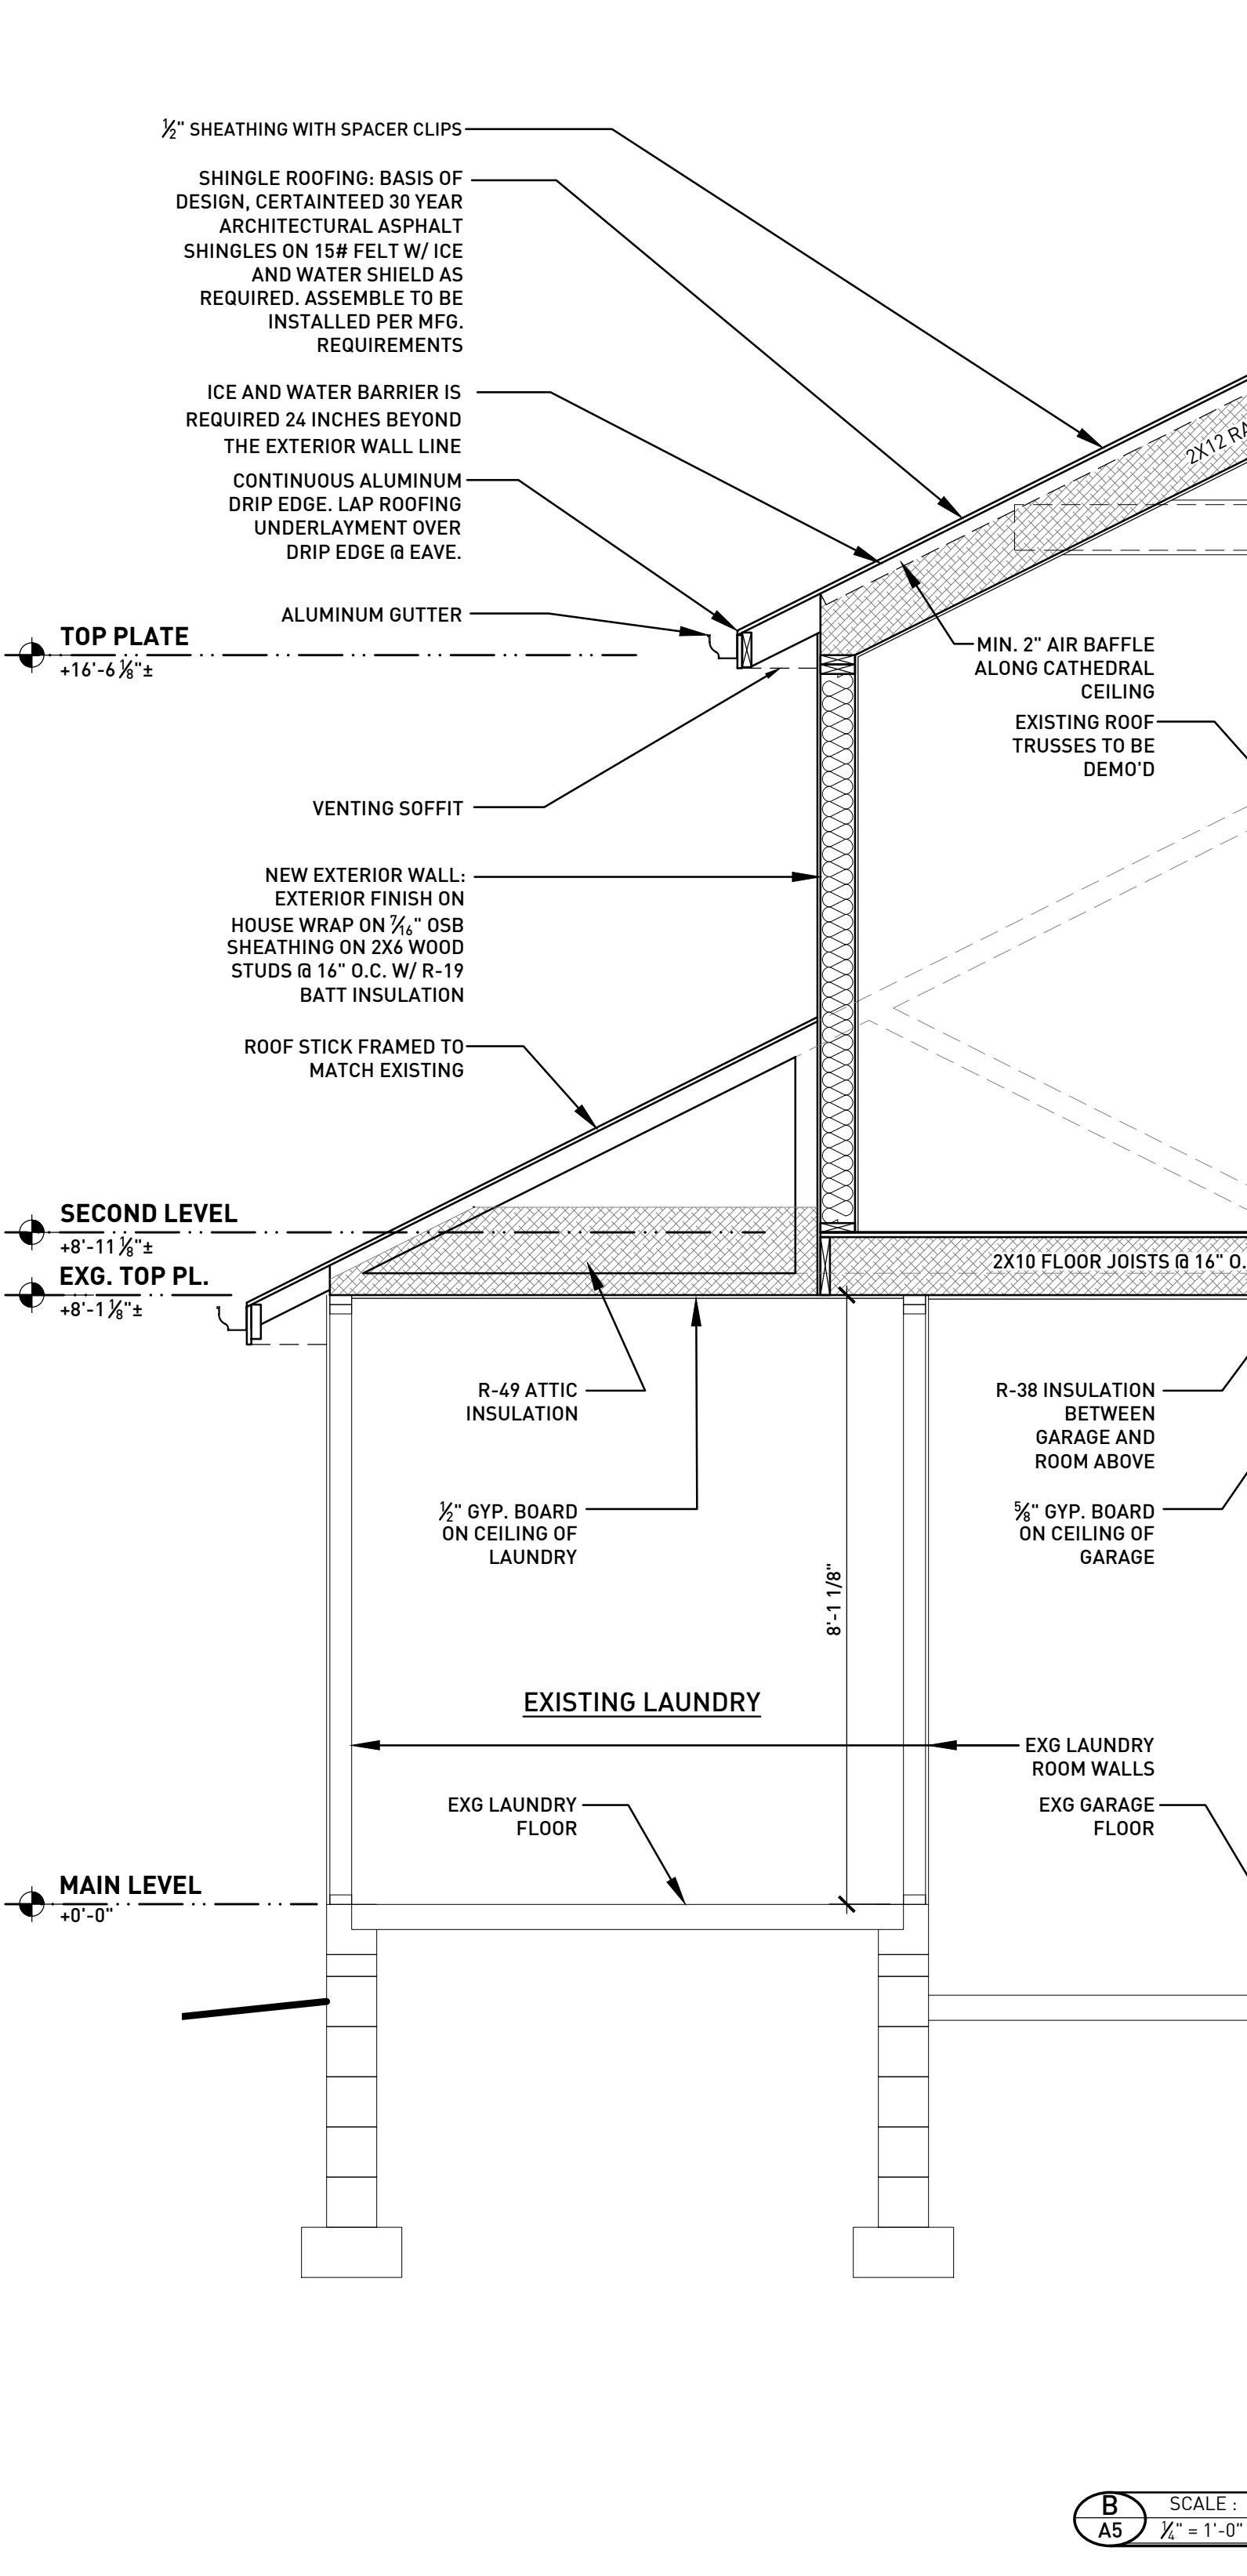 ½" SHEATHING WITH SPACER CLIPS
SHINGLE ROOFING: BASIS OF
DESIGN, CERTAINTEED 30 YEAR
ARCHITECTURAL ASPHALT
SHINGLES ON 15# FELT W/ ICE
AND WATER SHIELD AS
REQUIRED. ASSEMBLE TO BE
INSTALLED PER MFG.
REQUIREMENTS
ICE AND WATER BARRIER IS
REQUIRED 24 INCHES BEYOND
THE EXTERIOR WALL LINE
CONTINUOUS ALUMINUM
DRIP EDGE. LAP ROOFING
UNDERLAYMENT OVER
DRIP EDGE @ EAVE.
ALUMINUM GUTTER
2X12
TOP PLATE
+16'-6⅛"±
MIN. 2" AIR BAFFLE
ALONG CATHEDRAL
CEILING
EXISTING ROOF
TRUSSES TO BE
DEMO'D
VENTING SOFFIT
NEW EXTERIOR WALL:
EXTERIOR FINISH ON
HOUSE WRAP ON 7⁄16" OSB
SHEATHING ON 2X6 WOOD
STUDS @ 16" O.C. W/ R-19
BATT INSULATION
ROOF STICK FRAMED TO
MATCH EXISTING
SECOND LEVEL
+8'-11⅛"±
EXG. TOP PL.
+8'-1⅛"±
2X10 FLOOR JOISTS @ 16" O.
R-49 ATTIC
INSULATION
R-38 INSULATION
BETWEEN
GARAGE AND
ROOM ABOVE
½" GYP. BOARD
ON CEILING OF
LAUNDRY
⅝" GYP. BOARD
ON CEILING OF
GARAGE
8'-1 1/8"
EXISTING LAUNDRY
EXG LAUNDRY
ROOM WALLS
EXG LAUNDRY
FLOOR
EXG GARAGE
FLOOR
MAIN LEVEL
+0'-0"
B
A5
SCALE :
¼" = 1'-0"